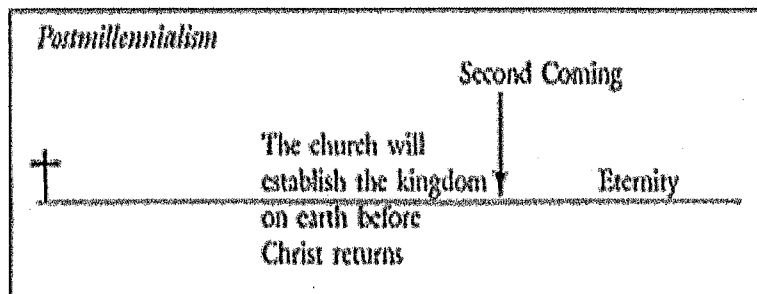 Postmillennialism
Second Coming
The church will
establish the kingdom
Eternity
on earth before
Christ returns